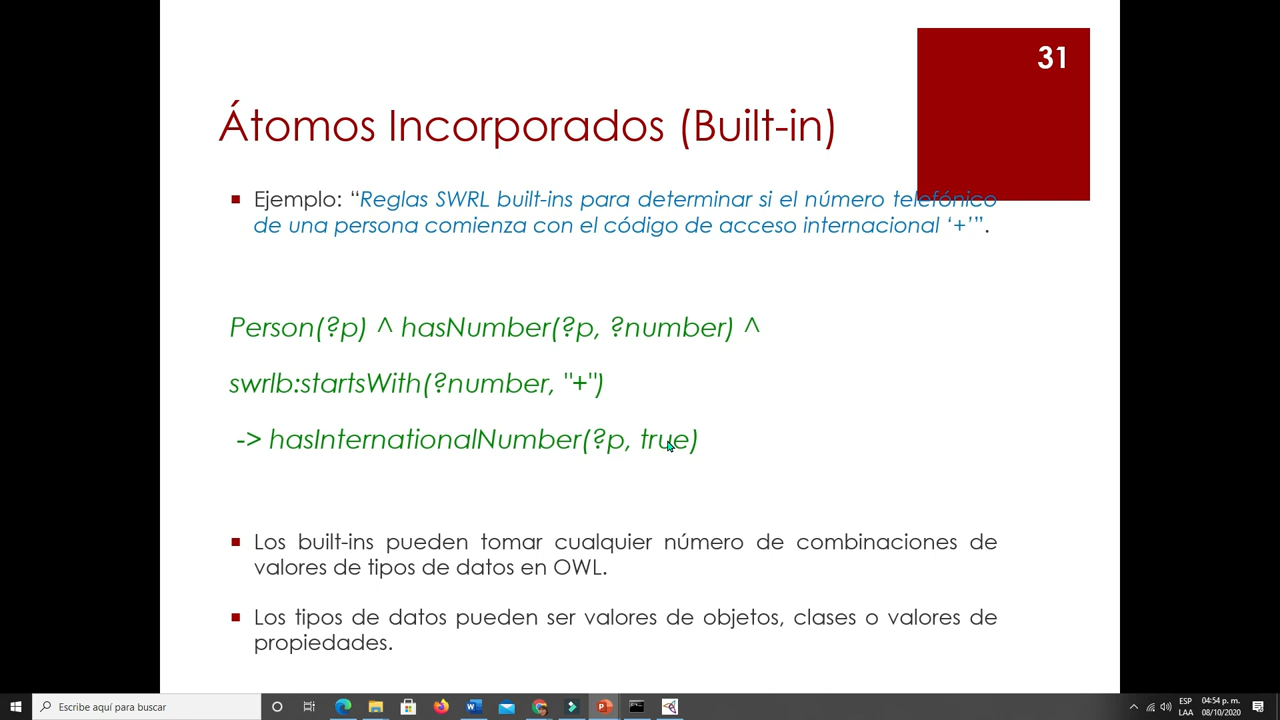 31
Átomos Incorporados (Built-in)
Ejemplo: “Reglas SWRL built-ins para determinar si el número telefónico
de una persona comienza con el código de acceso internacional ‘+’”.
Person(?p) ^ hasNumber(?p, ?number) ^
swrlb:startsWith(?number, "+")
-> hasInternationalNumber(?p, true)
Los built-ins pueden tomar cualquier número de combinaciones de
valores de tipos de datos en OWL.
Los tipos de datos pueden ser valores de objetos, clases o valores de
propiedades.
Escribe aquí para buscar
ESP
LAA
04:54 p. m.
08/10/2020